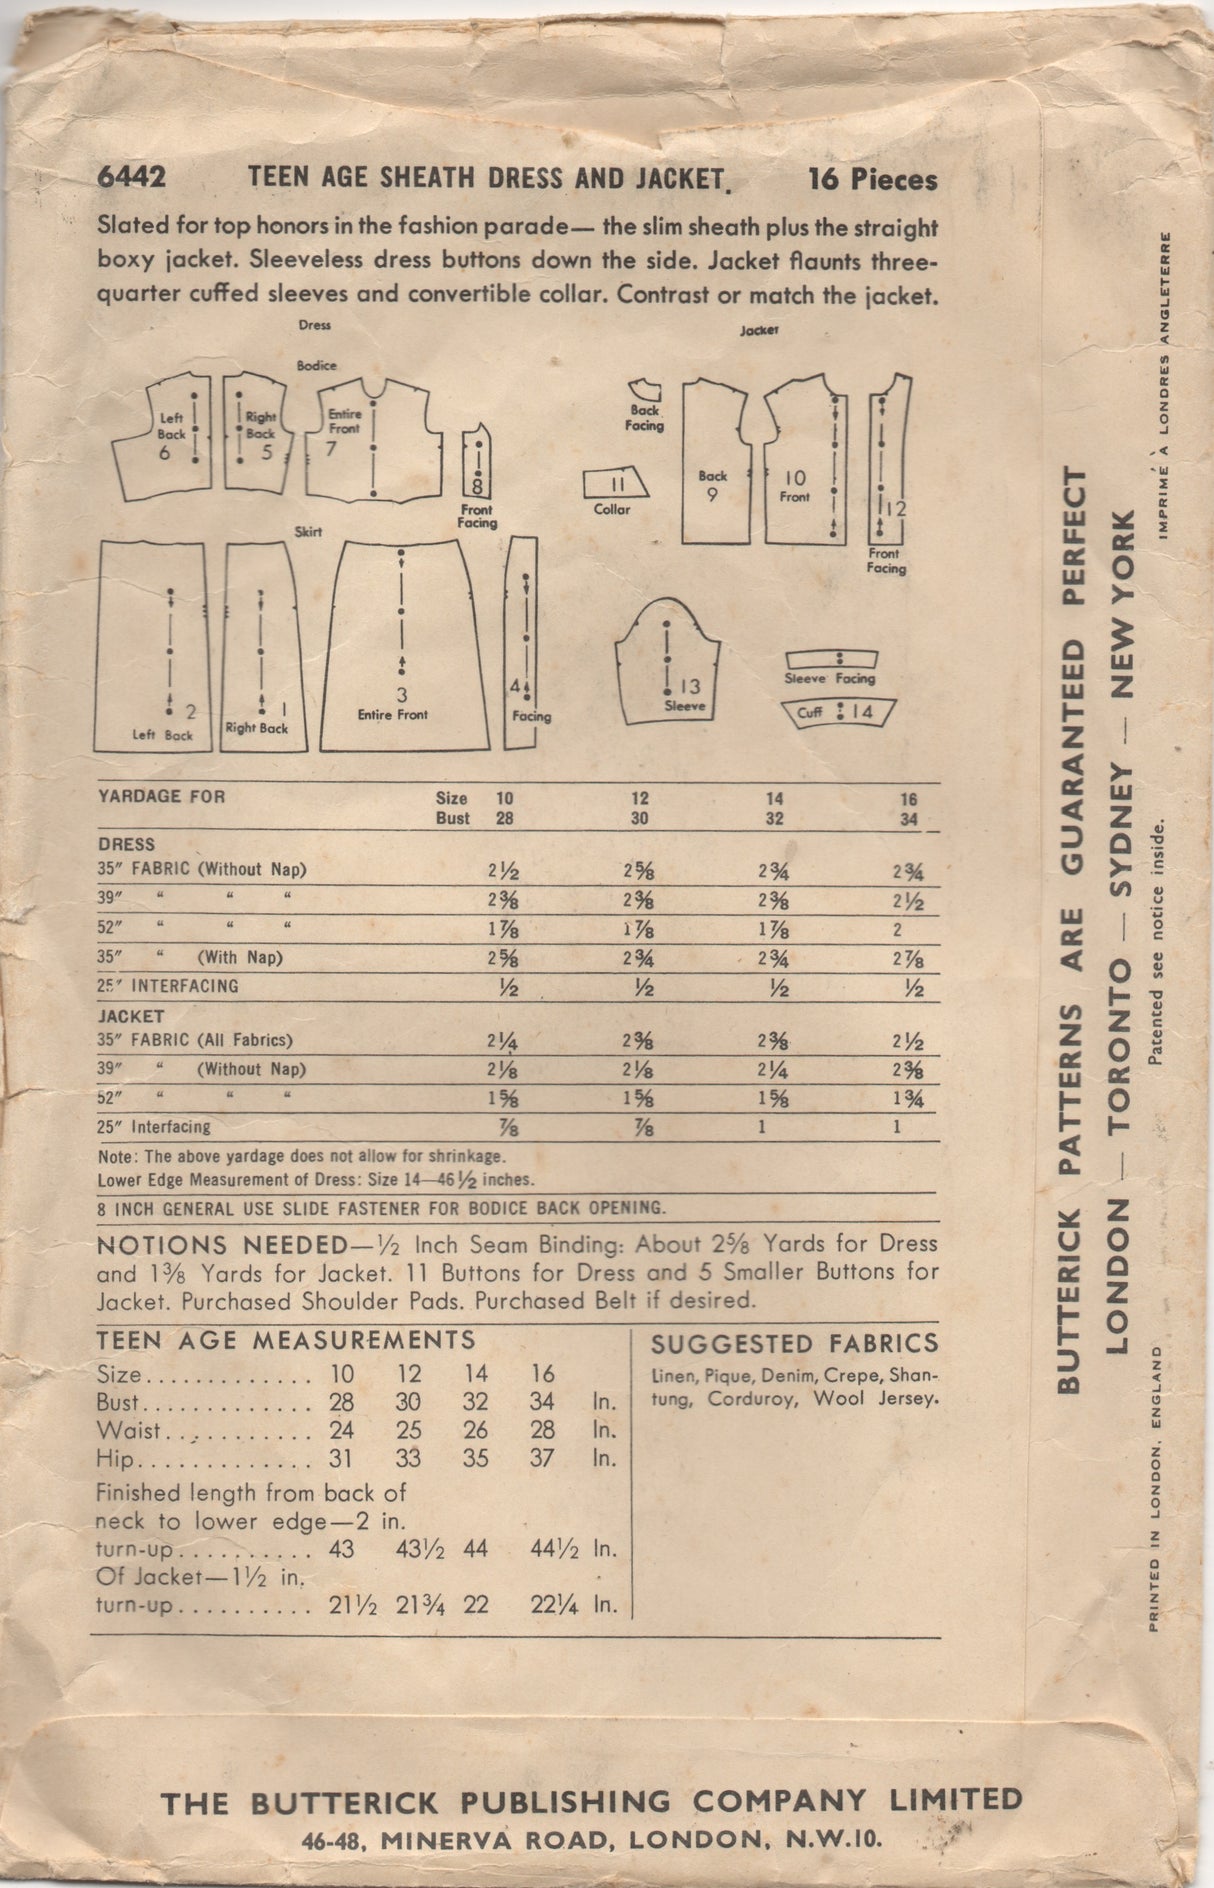 6442 TEEN AGE SHEATH DRESS AND JACKET. 16 Pieces
Slated for top honors in the fashion parade— the slim sheath plus the straight
boxy jacket. Sleeveless dress buttons down the side. Jacket flaunts three-
quarter cuffed sleeves and convertible collar. Contrast or match the jacket.
Dress
Bodice
Left Back 6
Right Back 5
Entire Front 7
8
Front Facing
Skirt
2
Left Back
1
Right Back
3
Entire Front
4
Facing
Jacket
Back Facing
11
Collar
Back 9
10 Front
12
Front Facing
13
Sleeve
Sleeve Facing
Cuff 14
YARDAGE FOR Size 10 12 14 16
Bust 28 30 32 34
DRESS
35" FABRIC (Without Nap) 2½ 2⅝ 2¾ 2¾
39" “ “ “ 2⅜ 2⅜ 2⅜ 2½
52" “ “ “ 1⅞ 1⅞ 1⅞ 2
35" “ (With Nap) 2⅝ 2¾ 2¾ 2⅞
25" INTERFACING ½ ½ ½ ½
JACKET
35" FABRIC (All Fabrics) 2¼ 2⅜ 2⅜ 2½
39" “ (Without Nap) 2⅛ 2⅛ 2¼ 2⅜
52" “ “ “ 1⅝ 1⅝ 1⅝ 1¾
25" Interfacing ⅞ ⅞ 1 1
Note: The above yardage does not allow for shrinkage.
Lower Edge Measurement of Dress: Size 14—46½ inches.
8 INCH GENERAL USE SLIDE FASTENER FOR BODICE BACK OPENING.
NOTIONS NEEDED—½ Inch Seam Binding: About 2⅝ Yards for Dress
and 1⅜ Yards for Jacket. 11 Buttons for Dress and 5 Smaller Buttons for
Jacket. Purchased Shoulder Pads. Purchased Belt if desired.
TEEN AGE MEASUREMENTS
Size............. 10 12 14 16
Bust............. 28 30 32 34 In.
Waist........... 24 25 26 28 In.
Hip............. 31 33 35 37 In.
Finished length from back of
neck to lower edge—2 in.
turn-up.......... 43 43½ 44 44½ In.
Of Jacket—1½ in.
turn-up.......... 21½ 21¾ 22 22¼ In.
SUGGESTED FABRICS
Linen, Pique, Denim, Crepe, Shan-
tung, Corduroy, Wool Jersey.
THE BUTTERICK PUBLISHING COMPANY LIMITED
46-48, MINERVA ROAD, LONDON, N.W.10.
BUTTERICK PATTERNS ARE GUARANTEED PERFECT
LONDON — TORONTO — SYDNEY — NEW YORK
Patented see notice inside.
PRINTED IN LONDON, ENGLAND
IMPRIMÉ À LONDRES ANGLETERRE